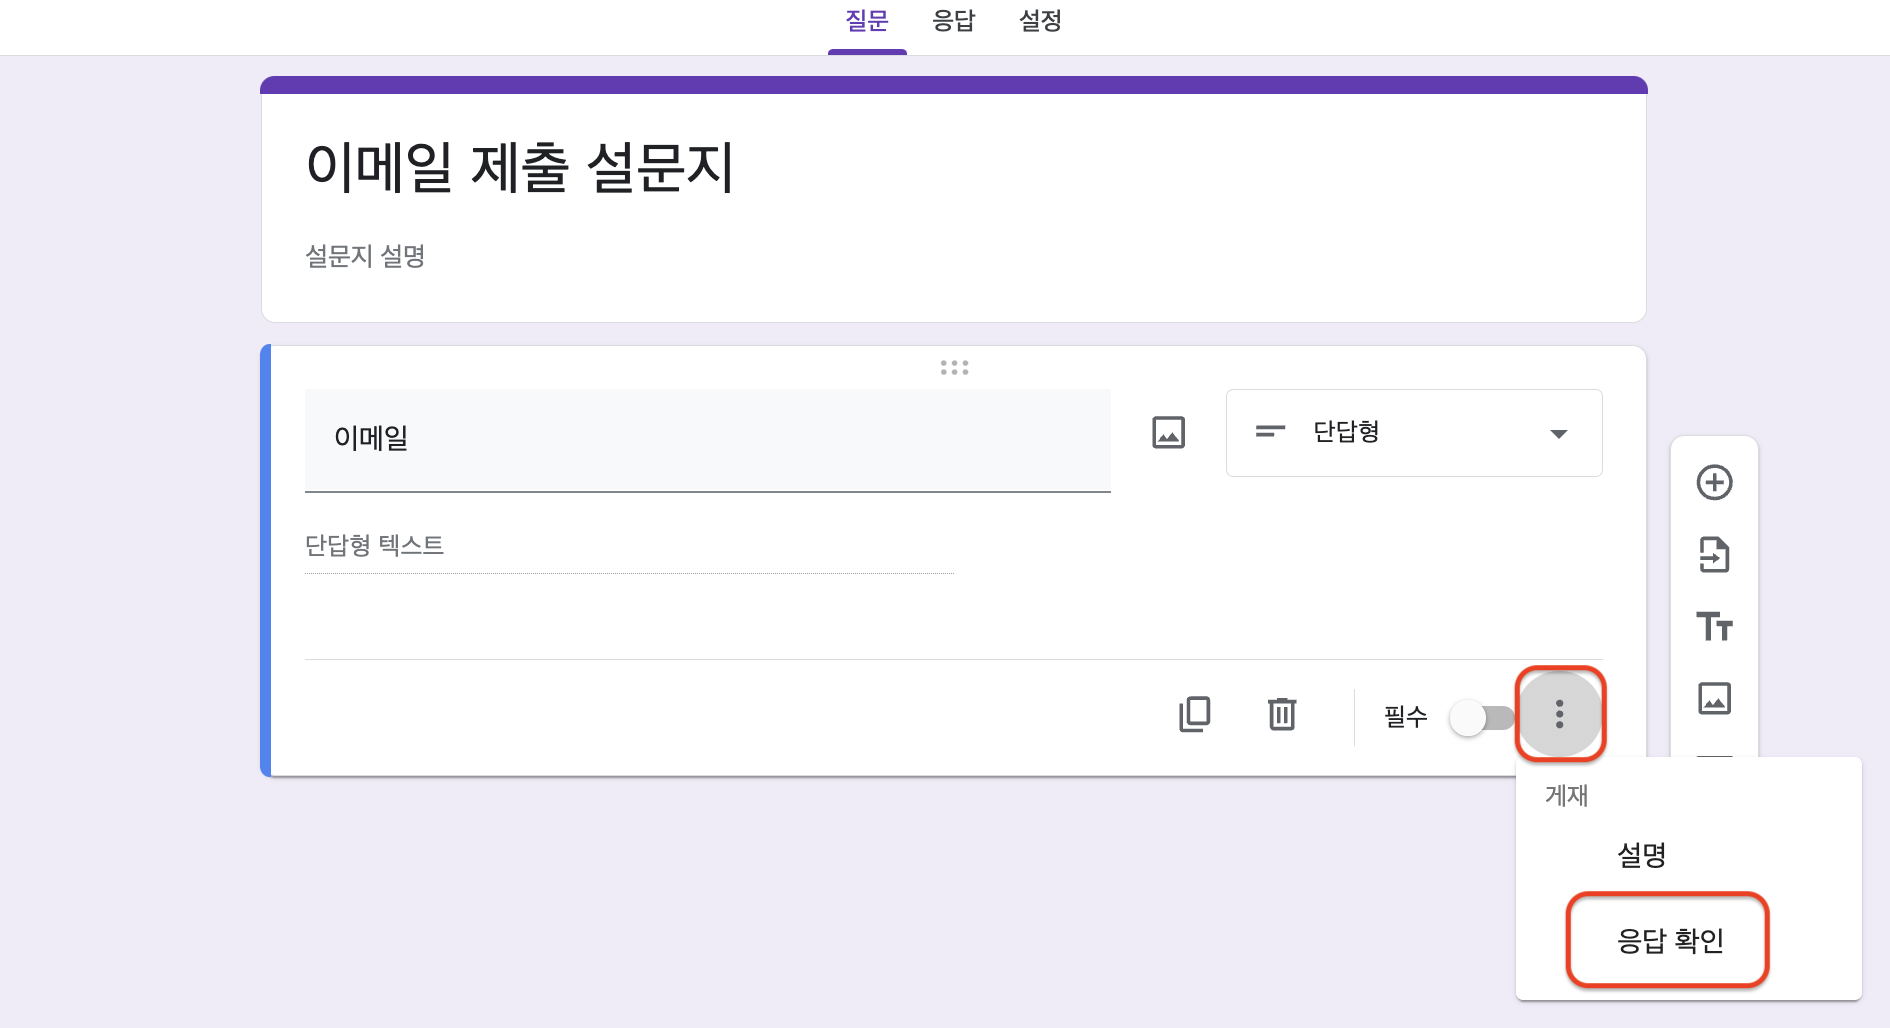 질문 응답 설정
이메일 제출 설문지
설문지 설명
이메일
단답형
단답형 텍스트
필수
게재
설명
응답 확인